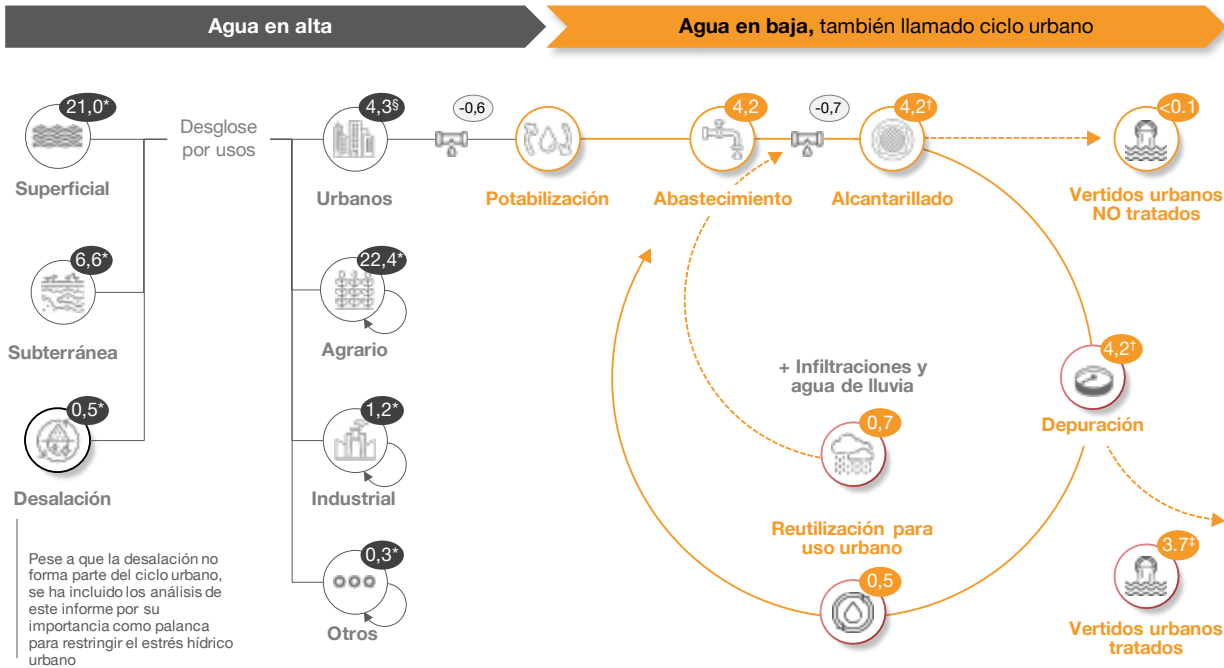 Agua en alta
Agua en baja, también llamado ciclo urbano
21,0*
Superficial
6,6*
Subterránea
0,5*
Desalación
Pese a que la desalación no
forma parte del ciclo urbano,
se ha incluido los análisis de
este informe por su
importancia como palanca
para restringir el estrés hídrico
urbano
Desglose
por usos
4,3§
Urbanos
22,4*
Agrario
1,2*
Industrial
0,3*
Otros
-0,6
Potabilización
4,2
Abastecimiento
-0,7
4,2†
Alcantarillado
<0.1
Vertidos urbanos
NO tratados
+ Infiltraciones y
agua de lluvia
0,7
4,2†
Depuración
Reutilización para
uso urbano
0,5
3.7‡
Vertidos urbanos
tratados